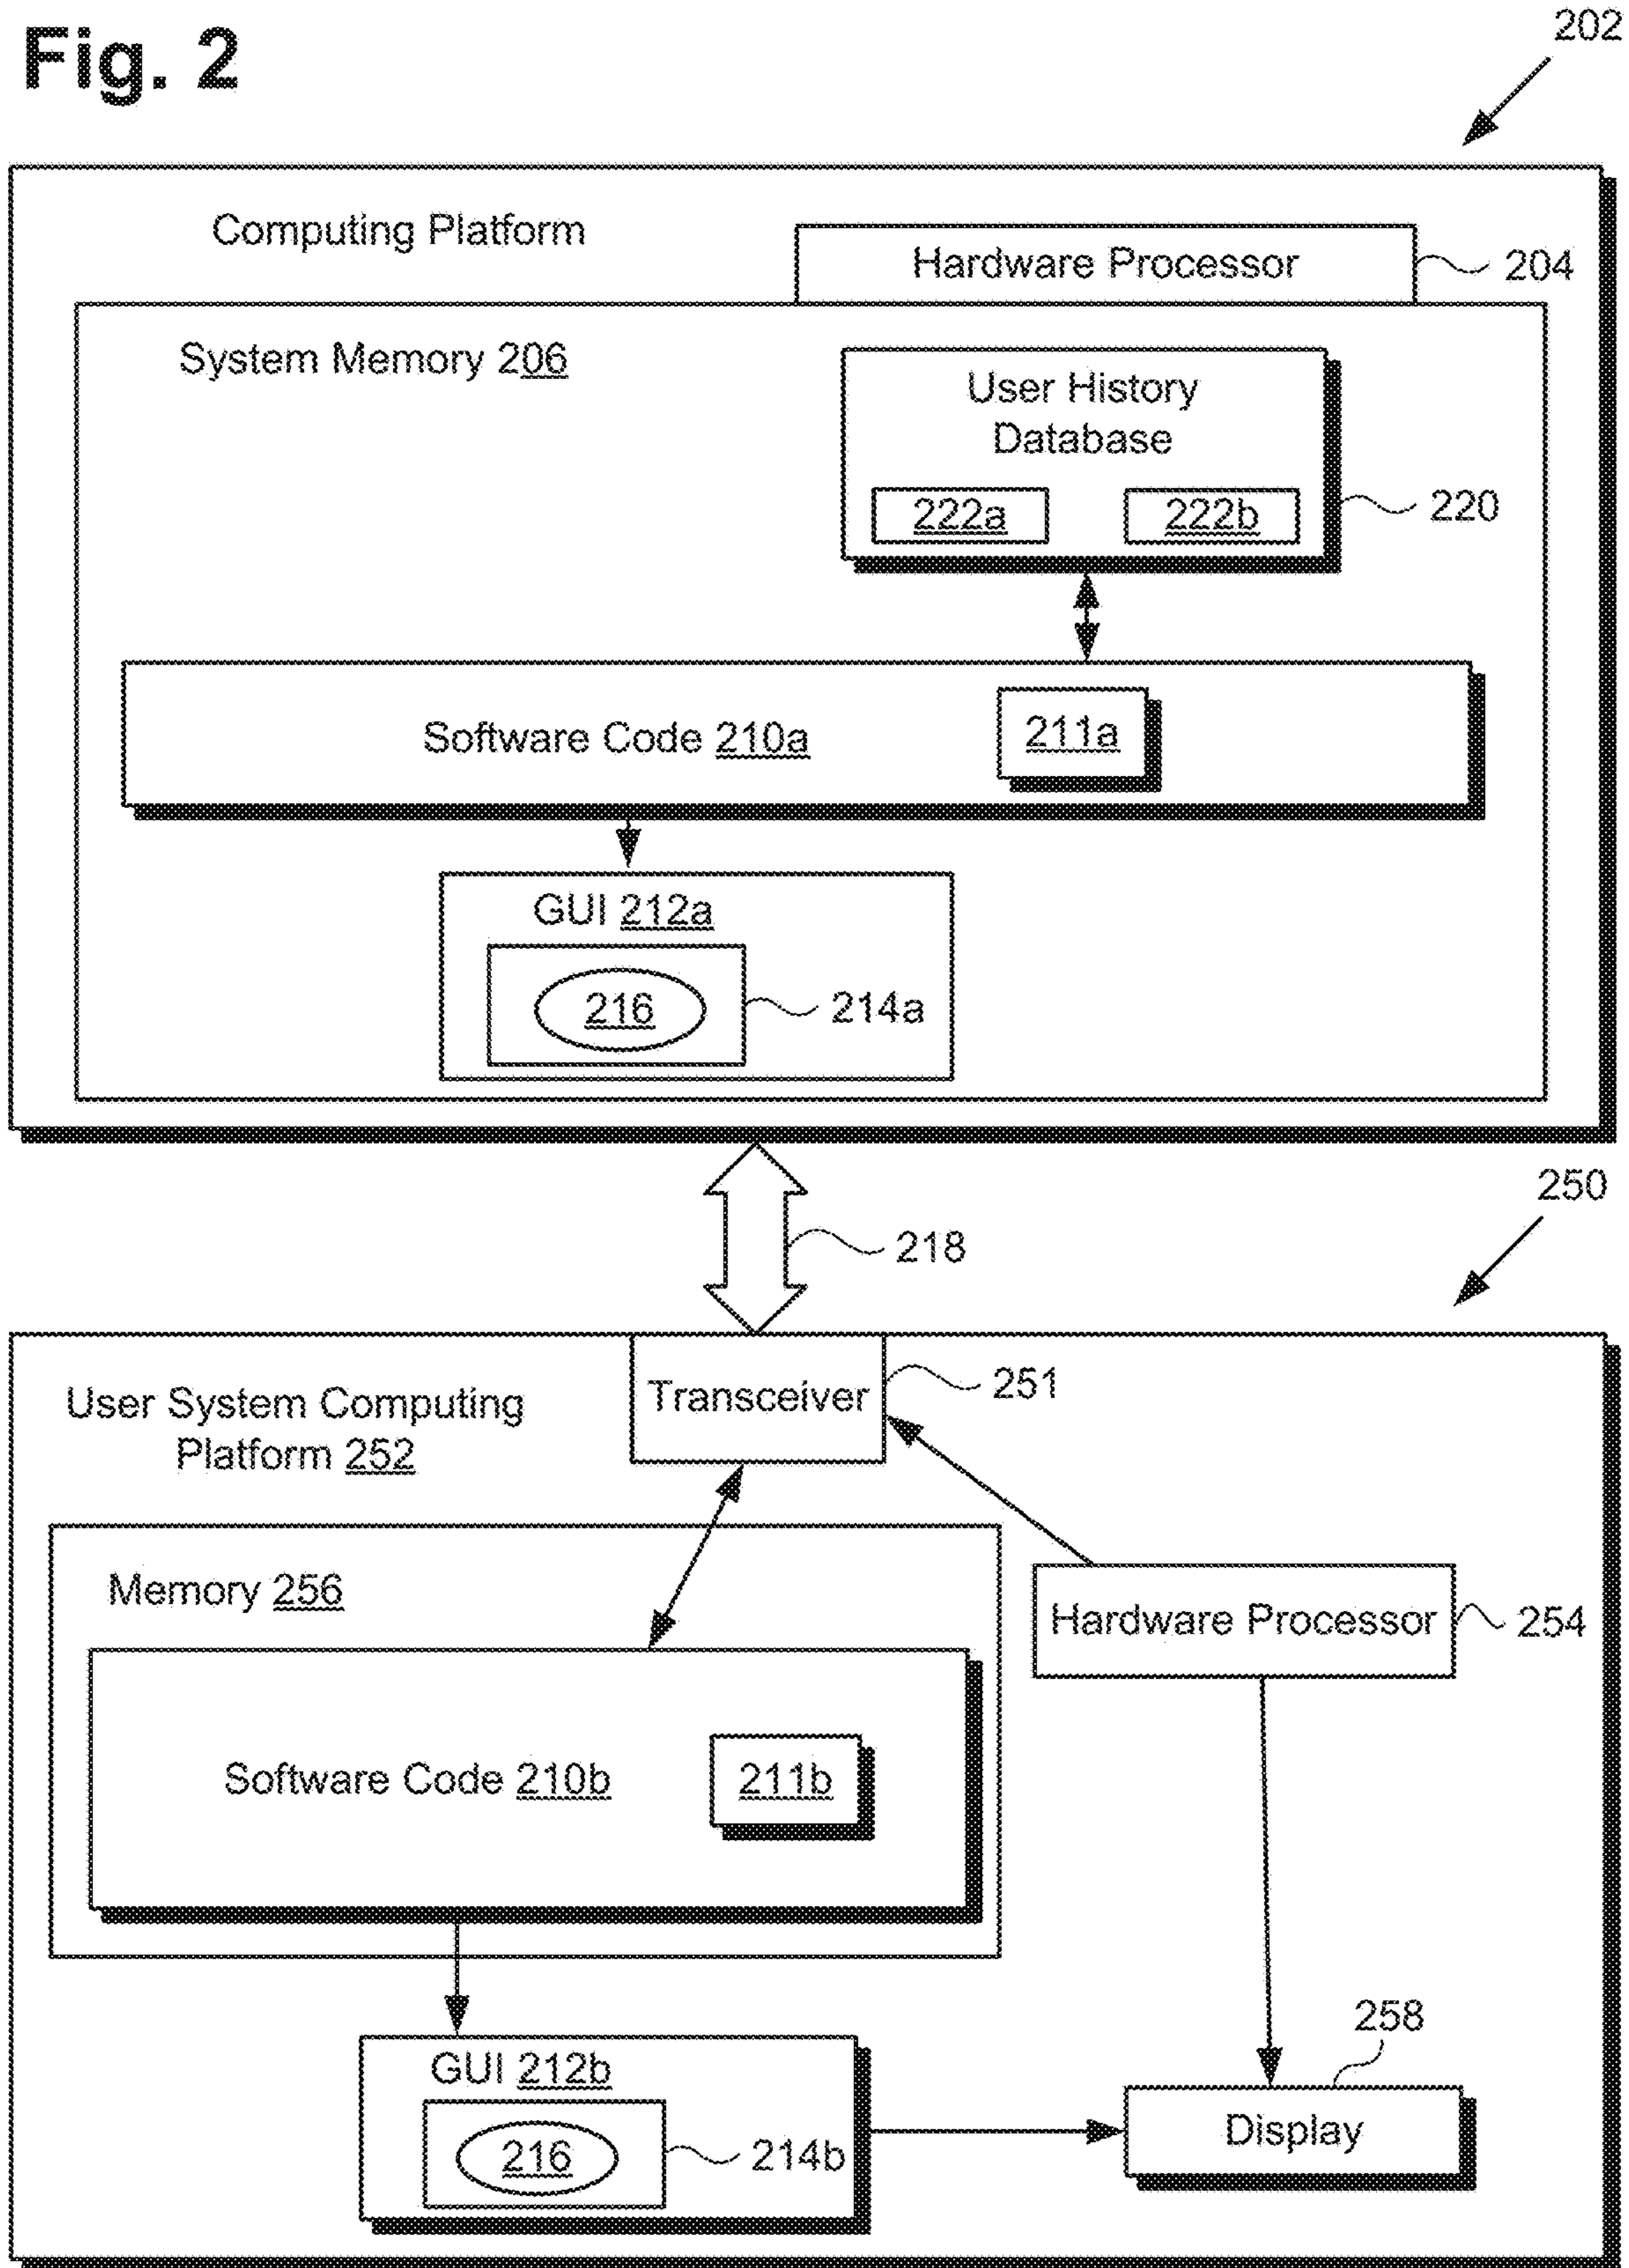 Fig. 2
202
Computing Platform
Hardware Processor
204
System Memory 206
User History
Database
222a
222b
220
Software Code 210a
211a
GUI 212a
216
214a
218
250
User System Computing
Platform 252
Transceiver
251
Memory 256
Hardware Processor
254
Software Code 210b
211b
258
GUI 212b
216
214b
Display